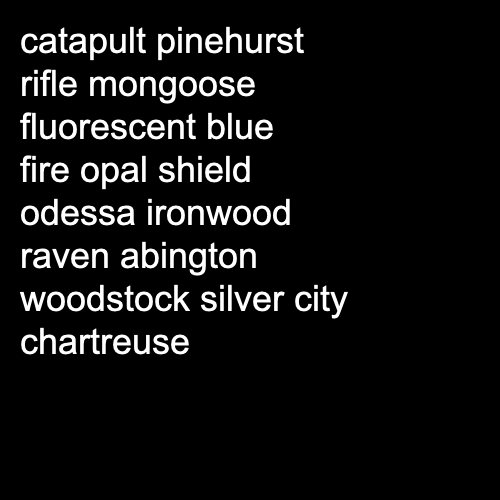 catapult pinehurst
rifle mongoose
fluorescent blue
fire opal shield
odessa ironwood
raven abington
woodstock silver city
chartreuse